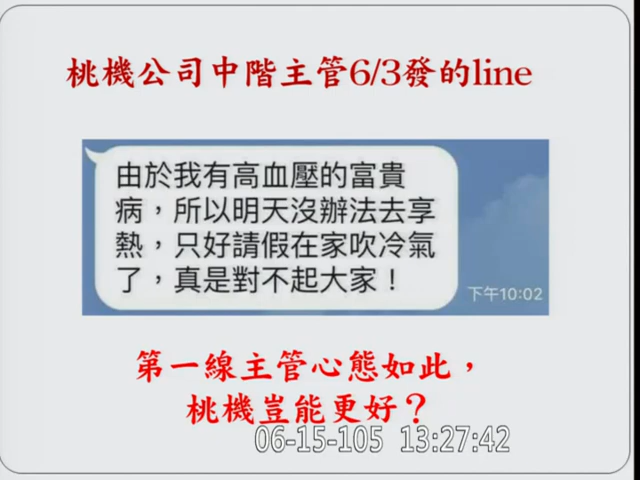 桃機公司中階主管6/3發的line
由於我有高血壓的富貴
病，所以明天沒辦法去享
熱，只好請假在家吹冷氣
了，真是對不起大家！
下午10:02
第一線主管心態如此，
桃機豈能更好？
06-15-105 13:27:42